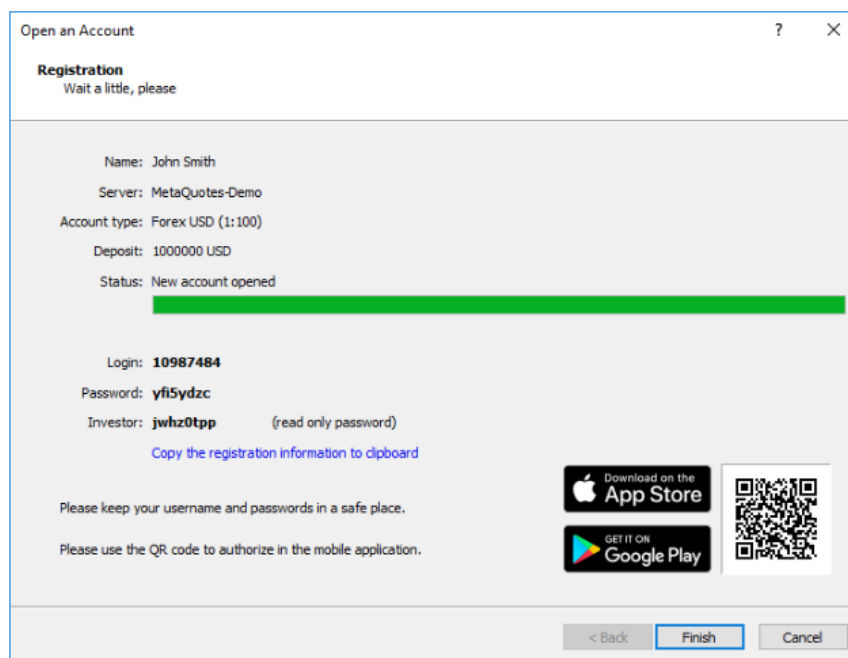 Open an Account
Registration
Wait a little, please
Name: John Smith
Server: MetaQuotes-Demo
Account type: Forex USD (1:100)
Deposit: 1000000 USD
Status: New account opened
Login: 10987484
Password: yfi5ydzc
Investor: jwhz0tpp (read only password)
Copy the registration information to clipboard
Please keep your username and passwords in a safe place.
Please use the QR code to authorize in the mobile application.
Download on the
App Store
GET IT ON
Google Play
< Back Finish Cancel